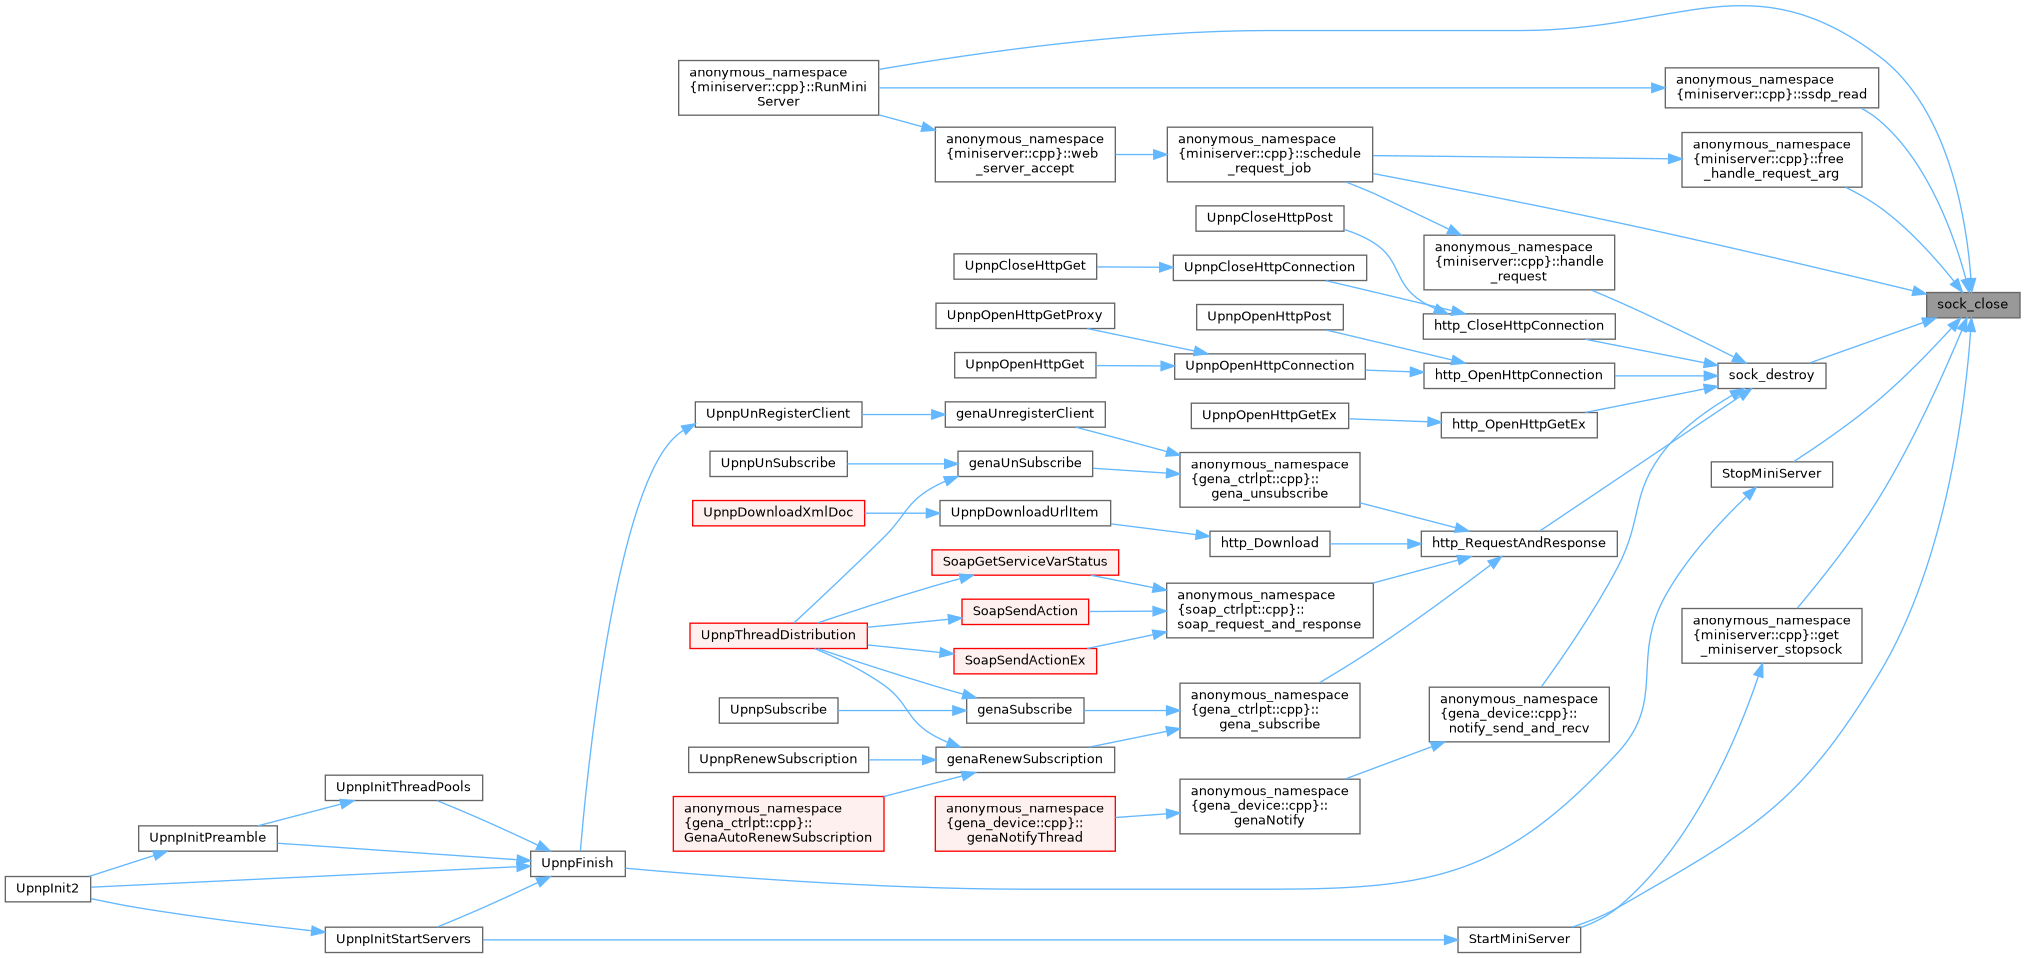 anonymous_namespace
{miniserver::cpp}::RunMini
Server
anonymous_namespace
{miniserver::cpp}::ssdp_read
anonymous_namespace
{miniserver::cpp}::web
_server_accept
anonymous_namespace
{miniserver::cpp}::schedule
_request_job
anonymous_namespace
{miniserver::cpp}::free
_handle_request_arg
UpnpCloseHttpPost
anonymous_namespace
{miniserver::cpp}::handle
_request
UpnpCloseHttpGet
UpnpCloseHttpConnection
sock_close
UpnpOpenHttpGetProxy
UpnpOpenHttpPost
http_CloseHttpConnection
UpnpOpenHttpGet
UpnpOpenHttpConnection
http_OpenHttpConnection
sock_destroy
UpnpUnRegisterClient
genaUnregisterClient
UpnpOpenHttpGetEx
http_OpenHttpGetEx
UpnpUnSubscribe
genaUnSubscribe
anonymous_namespace
{gena_ctrlpt::cpp}::
gena_unsubscribe
StopMiniServer
UpnpDownloadXmlDoc
UpnpDownloadUrlItem
http_Download
http_RequestAndResponse
SoapGetServiceVarStatus
SoapSendAction
anonymous_namespace
{soap_ctrlpt::cpp}::
soap_request_and_response
UpnpThreadDistribution
SoapSendActionEx
anonymous_namespace
{miniserver::cpp}::get
_miniserver_stopsock
UpnpSubscribe
genaSubscribe
anonymous_namespace
{gena_ctrlpt::cpp}::
gena_subscribe
anonymous_namespace
{gena_device::cpp}::
notify_send_and_recv
UpnpRenewSubscription
genaRenewSubscription
UpnpInitThreadPools
anonymous_namespace
{gena_ctrlpt::cpp}::
GenaAutoRenewSubscription
anonymous_namespace
{gena_device::cpp}::
genaNotifyThread
anonymous_namespace
{gena_device::cpp}::
genaNotify
UpnpInitPreamble
UpnpFinish
UpnpInit2
UpnpInitStartServers
StartMiniServer